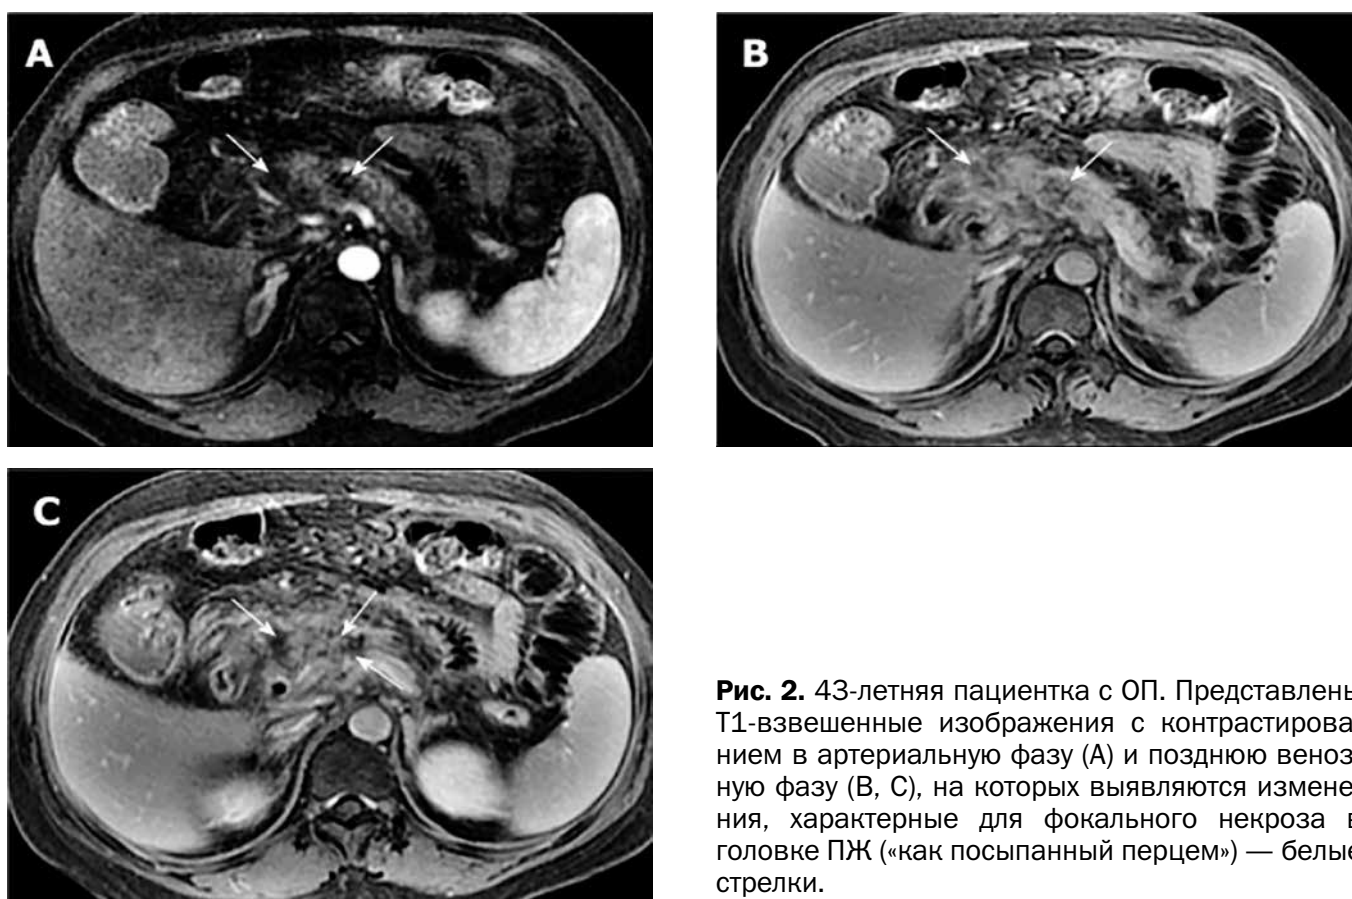 A
B
C
Рис. 2. 43-летняя пациентка с ОП. Представлены
Т1-взвешенные изображения с контрастирова-
нием в артериальную фазу (А) и позднюю веноз-
ную фазу (В, С), на которых выявляются измене-
ния, характерные для фокального некроза в
головке ПЖ («как посыпанный перцем») — белые
стрелки.